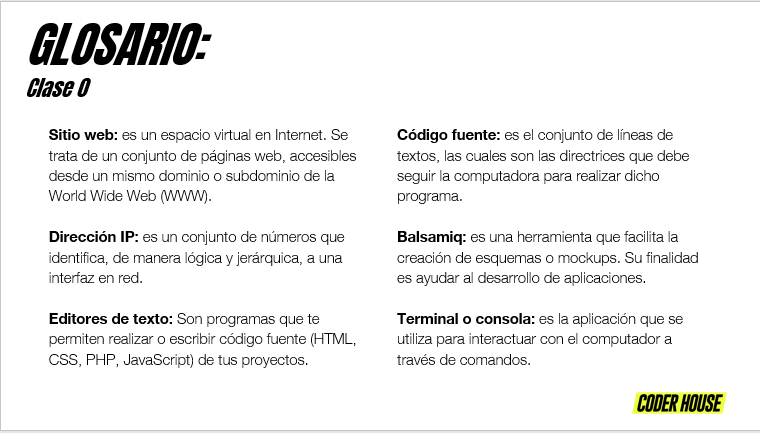 GLOSARIO:
Clase 0
Sitio web: es un espacio virtual en Internet. Se
trata de un conjunto de páginas web, accesibles
desde un mismo dominio o subdominio de la
World Wide Web (WWW).
Dirección IP: es un conjunto de números que
identifica, de manera lógica y jerárquica, a una
interfaz en red.
Editores de texto: Son programas que te
permiten realizar o escribir código fuente (HTML,
CSS, PHP, JavaScript) de tus proyectos.
Código fuente: es el conjunto de líneas de
textos, las cuales son las directrices que debe
seguir la computadora para realizar dicho
programa.
Balsamiq: es una herramienta que facilita la
creación de esquemas o mockups. Su finalidad
es ayudar al desarrollo de aplicaciones.
Terminal o consola: es la aplicación que se
utiliza para interactuar con el computador a
través de comandos.
CODER HOUSE